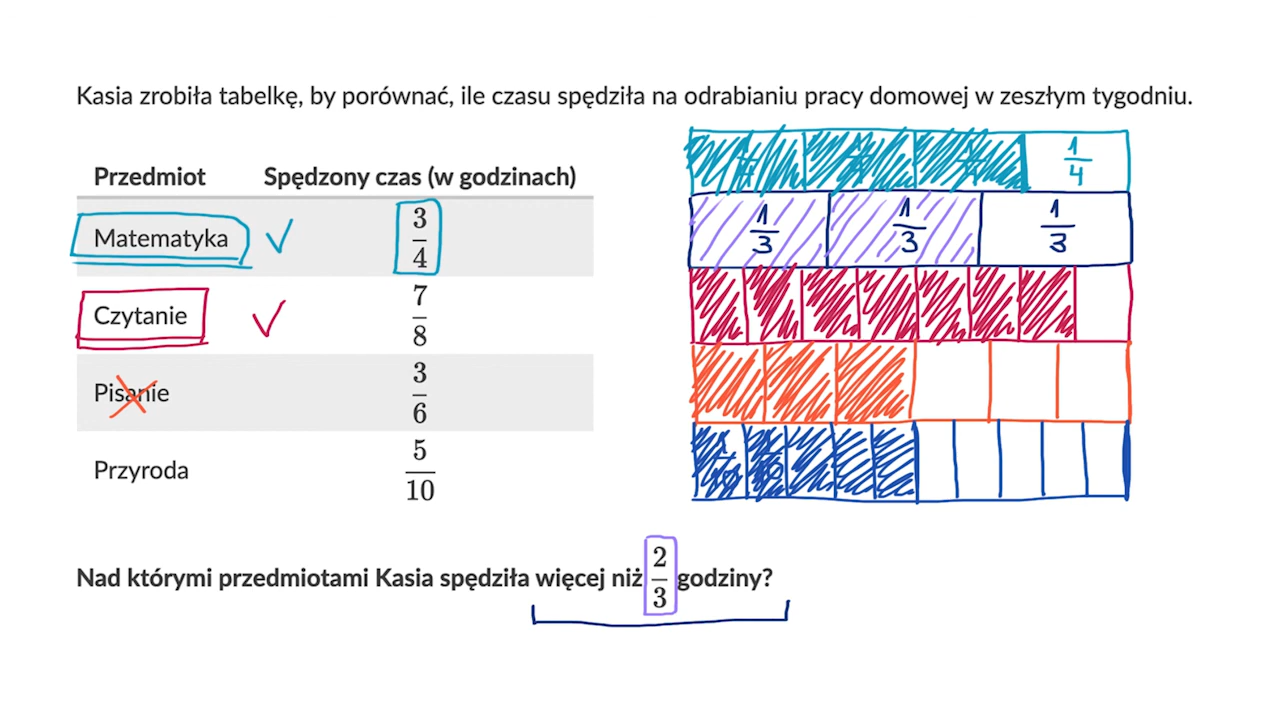 Kasia zrobiła tabelkę, by porównać, ile czasu spędziła na odrabianiu pracy domowej w zeszłym tygodniu.
Przedmiot Spędzony czas (w godzinach)
Matematyka 3/4
Czytanie 7/8
Pisanie 3/6
Przyroda 5/10
1/4
1/3 1/3 1/3
Nad którymi przedmiotami Kasia spędziła więcej niż 2/3 godziny?